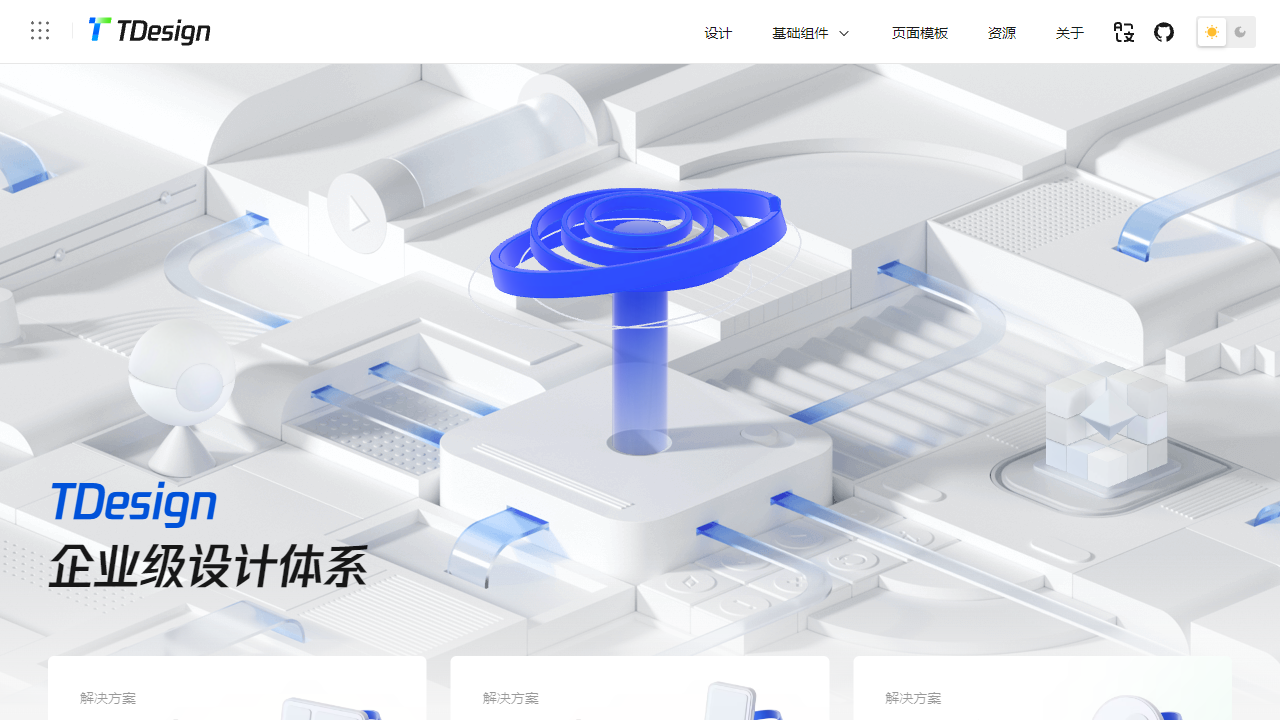 TDesign
设计
基础组件
页面模板
资源
关于
TDesign
企业级设计体系
解决方案
解决方案
解决方案